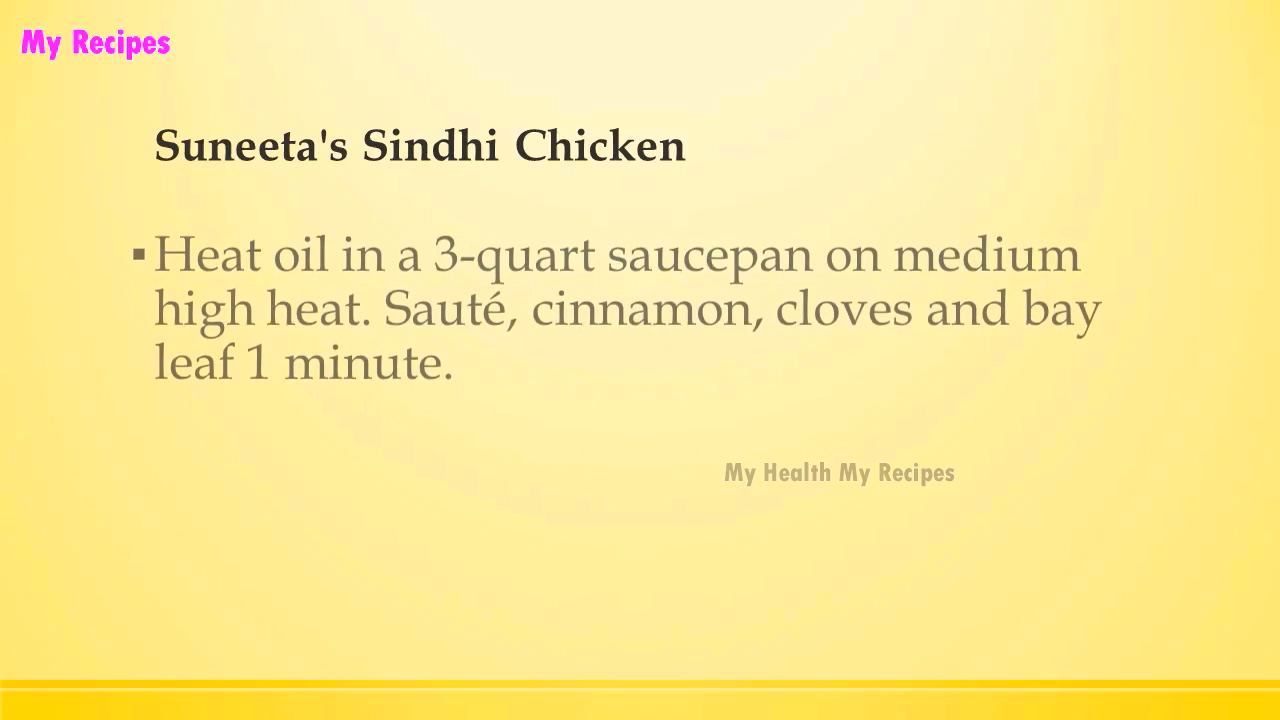 My Recipes
Suneeta's Sindhi Chicken
▪Heat oil in a 3-quart saucepan on medium
high heat. Sauté, cinnamon, cloves and bay
leaf 1 minute.
My Health My Recipes